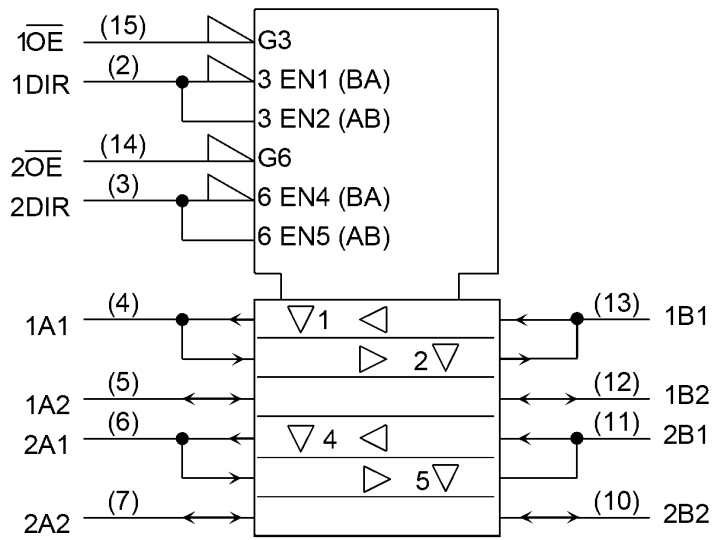 1O̅E̅ (15) G3
1DIR (2) 3 EN1 (BA)
3 EN2 (AB)
2O̅E̅ (14) G6
2DIR (3) 6 EN4 (BA)
6 EN5 (AB)
1A1 (4) ▽1 ◁ (13) 1B1
▷ 2▽
1A2 (5) (12) 1B2
2A1 (6) ▽4 ◁ (11) 2B1
▷ 5▽
2A2 (7) (10) 2B2